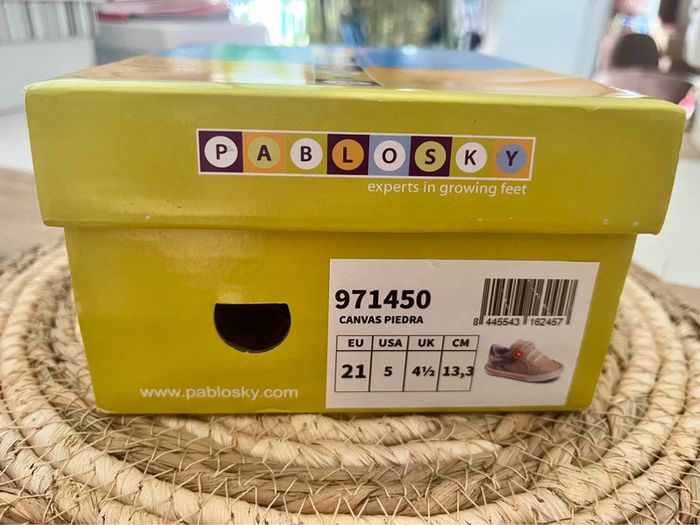 PABLOSKY
experts in growing feet
971450
CANVAS PIEDRA
8 445543 162457
EU USA UK CM
21 5 4½ 13,3
www.pablosky.com